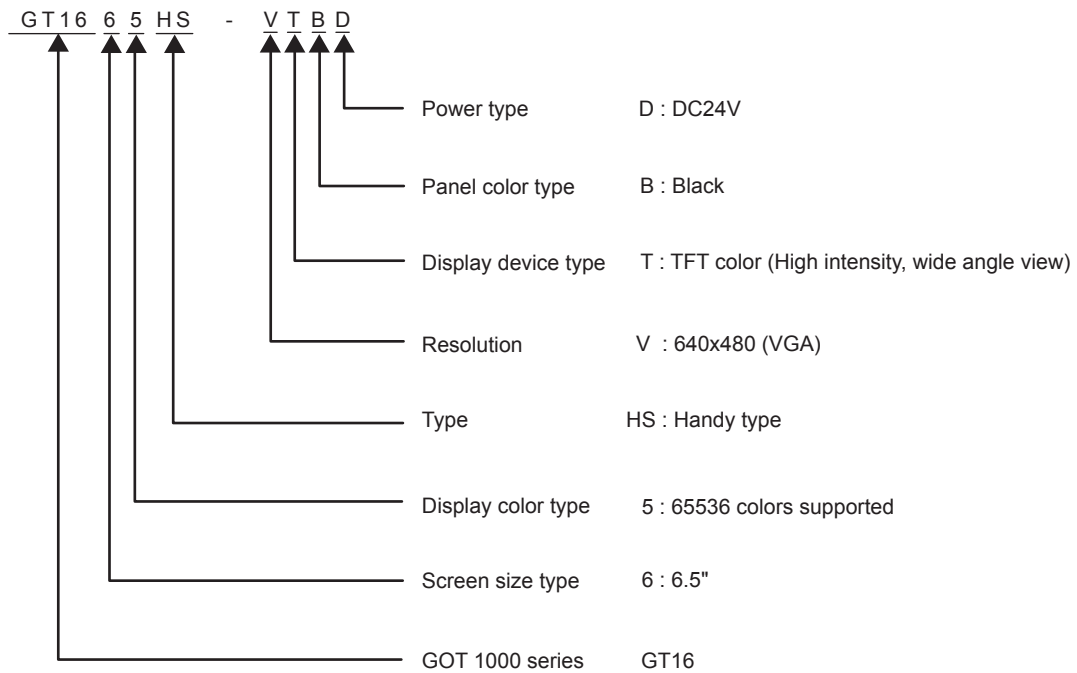 GT16 6 5 HS - V T B D
Power type D : DC24V
Panel color type B : Black
Display device type T : TFT color (High intensity, wide angle view)
Resolution V : 640x480 (VGA)
Type HS : Handy type
Display color type 5 : 65536 colors supported
Screen size type 6 : 6.5"
GOT 1000 series GT16